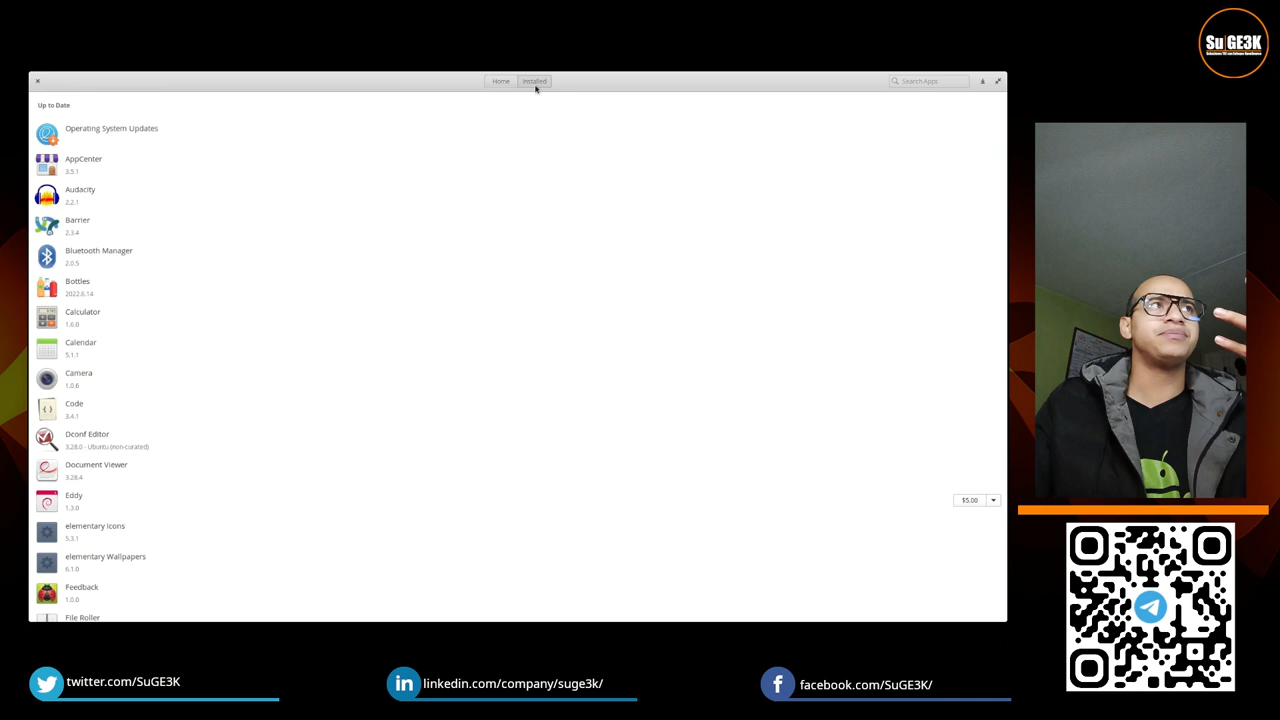 SuGE3K
Home
Installed
Search Apps
Up to Date
Operating System Updates
AppCenter
3.5.1
Audacity
2.2.1
Barrier
2.3.4
Bluetooth Manager
2.0.5
Bottles
2022.6.14
Calculator
1.6.0
Calendar
5.1.1
Camera
1.0.6
Code
3.4.1
Dconf Editor
3.28.0 - Ubuntu (non-curated)
Document Viewer
3.28.4
Eddy
1.3.0
$5.00
elementary Icons
5.3.1
elementary Wallpapers
6.1.0
Feedback
1.0.0
File Roller
twitter.com/SuGE3K
linkedin.com/company/suge3k/
facebook.com/SuGE3K/